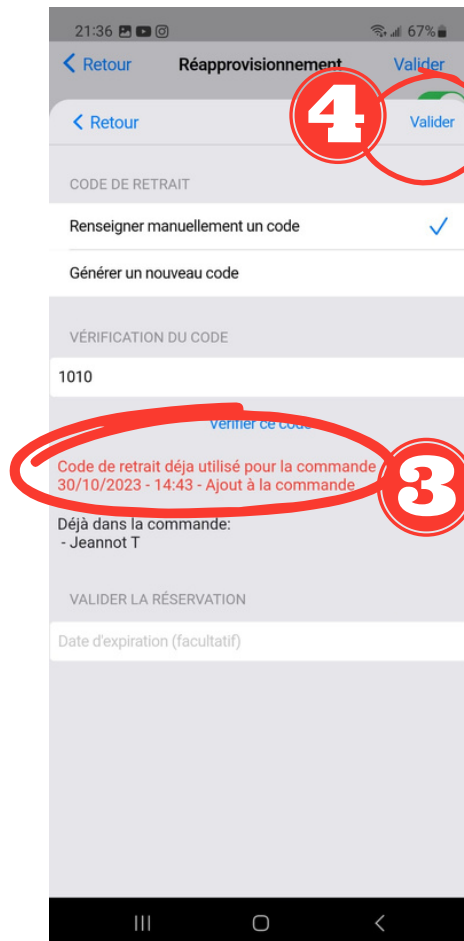 21:36 67%
Retour Réapprovisionnement Valider
4
Retour Valider
CODE DE RETRAIT
Renseigner manuellement un code
Générer un nouveau code
VÉRIFICATION DU CODE
1010
Vérifier ce code
Code de retrait déja utilisé pour la commande
30/10/2023 - 14:43 - Ajout à la commande
3
Déjà dans la commande:
- Jeannot T
VALIDER LA RÉSERVATION
Date d'expiration (facultatif)